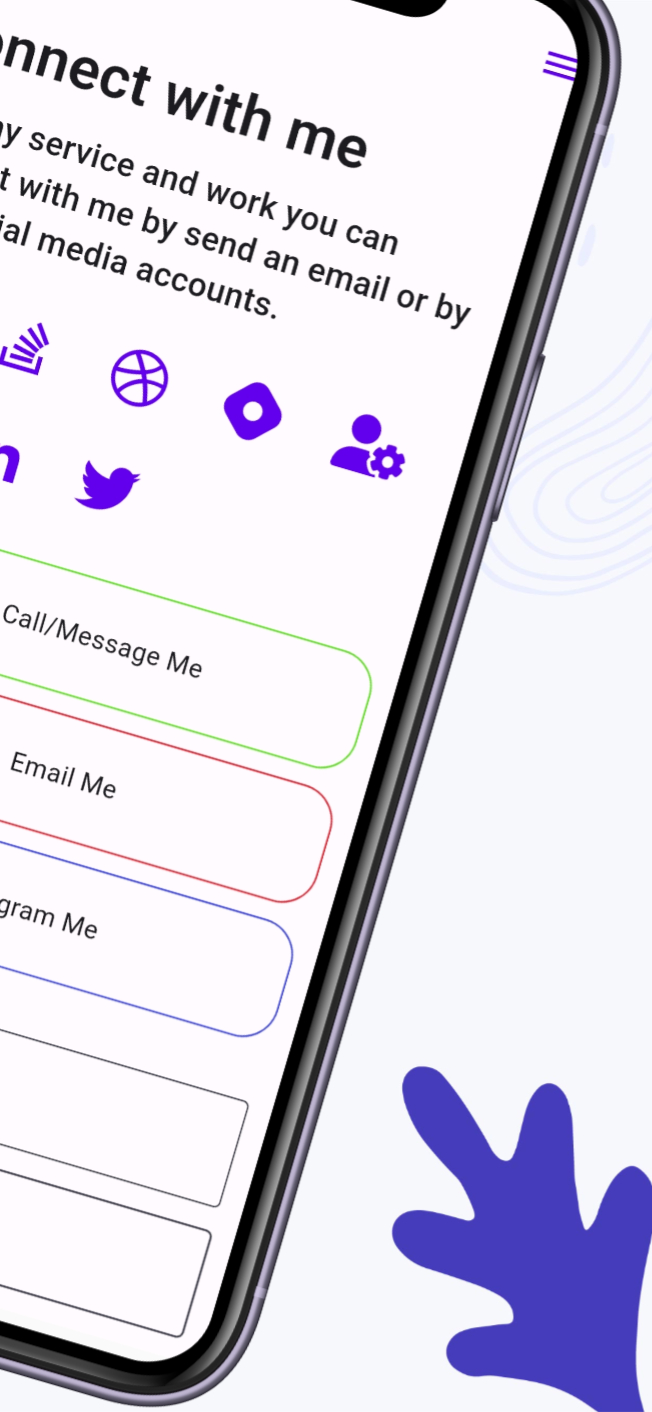 onnect with me
y service and work you can
t with me by send an email or by
ial media accounts.
n
Call/Message Me
Email Me
gram Me